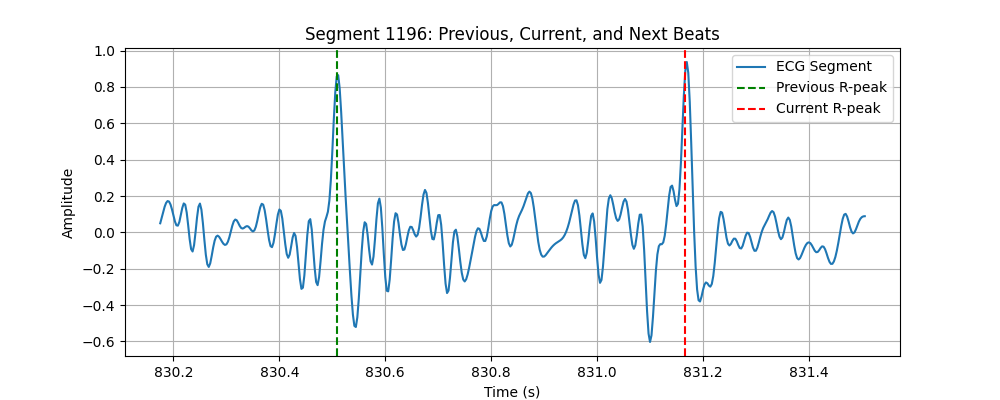 Segment 1196: Previous, Current, and Next Beats
1.0
0.8
0.6
0.4
0.2
0.0
−0.2
−0.4
−0.6
Amplitude
ECG Segment
Previous R-peak
Current R-peak
830.2 830.4 830.6 830.8 831.0 831.2 831.4
Time (s)